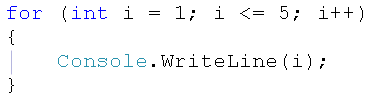 for (int i = 1; i <= 5; i++)
{
    Console.WriteLine(i);
}